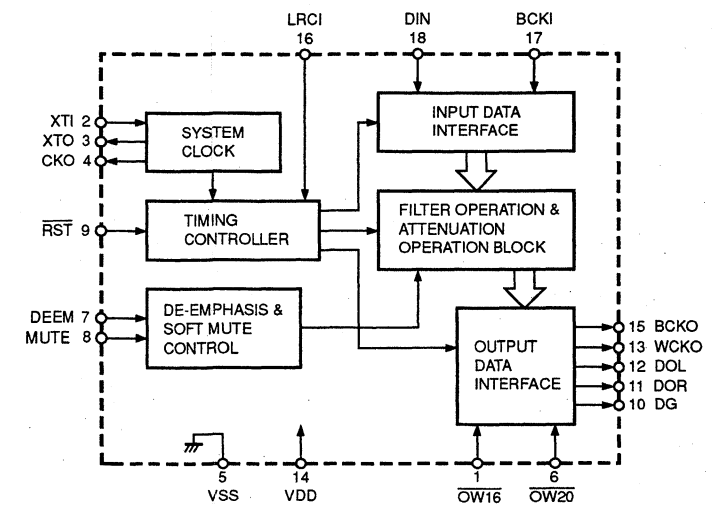 LRCI DIN BCKI
16 18 17
XTI 2
XTO 3
CKO 4
SYSTEM
CLOCK
INPUT DATA
INTERFACE
RST 9
TIMING
CONTROLLER
FILTER OPERATION &
ATTENUATION
OPERATION BLOCK
DEEM 7
MUTE 8
DE-EMPHASIS &
SOFT MUTE
CONTROL
OUTPUT
DATA
INTERFACE
15 BCKO
13 WCKO
12 DOL
11 DOR
10 DG
5 14 1 6
VSS VDD OW16 OW20